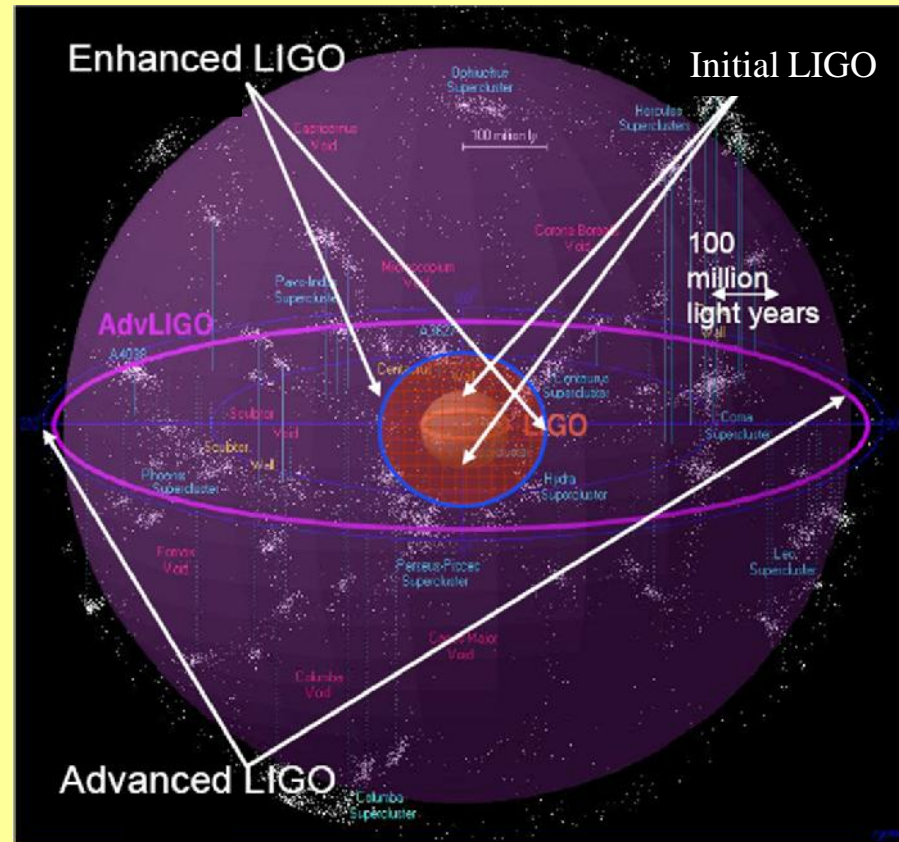 Enhanced LIGO
Initial LIGO
Ophiuchus
Supercluster
Capricornus
Void
100 million ly
Hercules
Superclusters
Corona Borealis
Void
Microscopium
Void
100
million
light years
Pavo-Indus
Supercluster
AdvLIGO
A3627
Wall
A4038
Centaurus
Wall
Centaurus
Supercluster
Sculptor
Void
LIGO
Coma
Supercluster
Sculptor
Wall
Phoenix
Supercluster
Hydra
Supercluster
Fornax
Void
Perseus-Pisces
Supercluster
Leo
Supercluster
Canis Major
Void
Columba
Void
Advanced LIGO
Columba
Supercluster